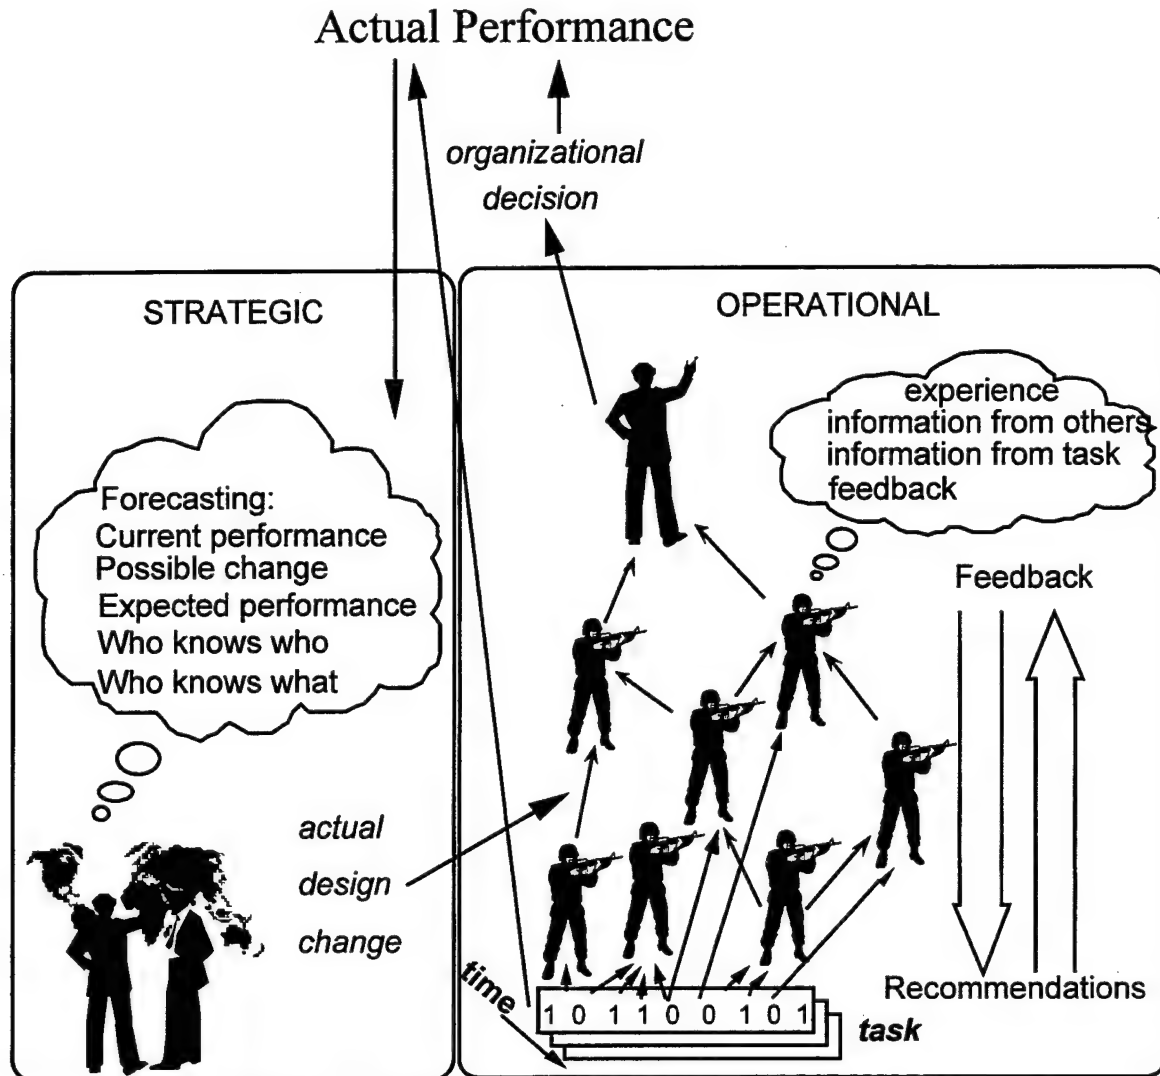 Actual Performance
organizational
decision
STRATEGIC
OPERATIONAL
experience
information from others
information from task
feedback
Forecasting:
Current performance
Possible change
Expected performance
Who knows who
Who knows what
Feedback
actual
design
change
time
Recommendations
1 0 1 1 0 0 1 0 1
task